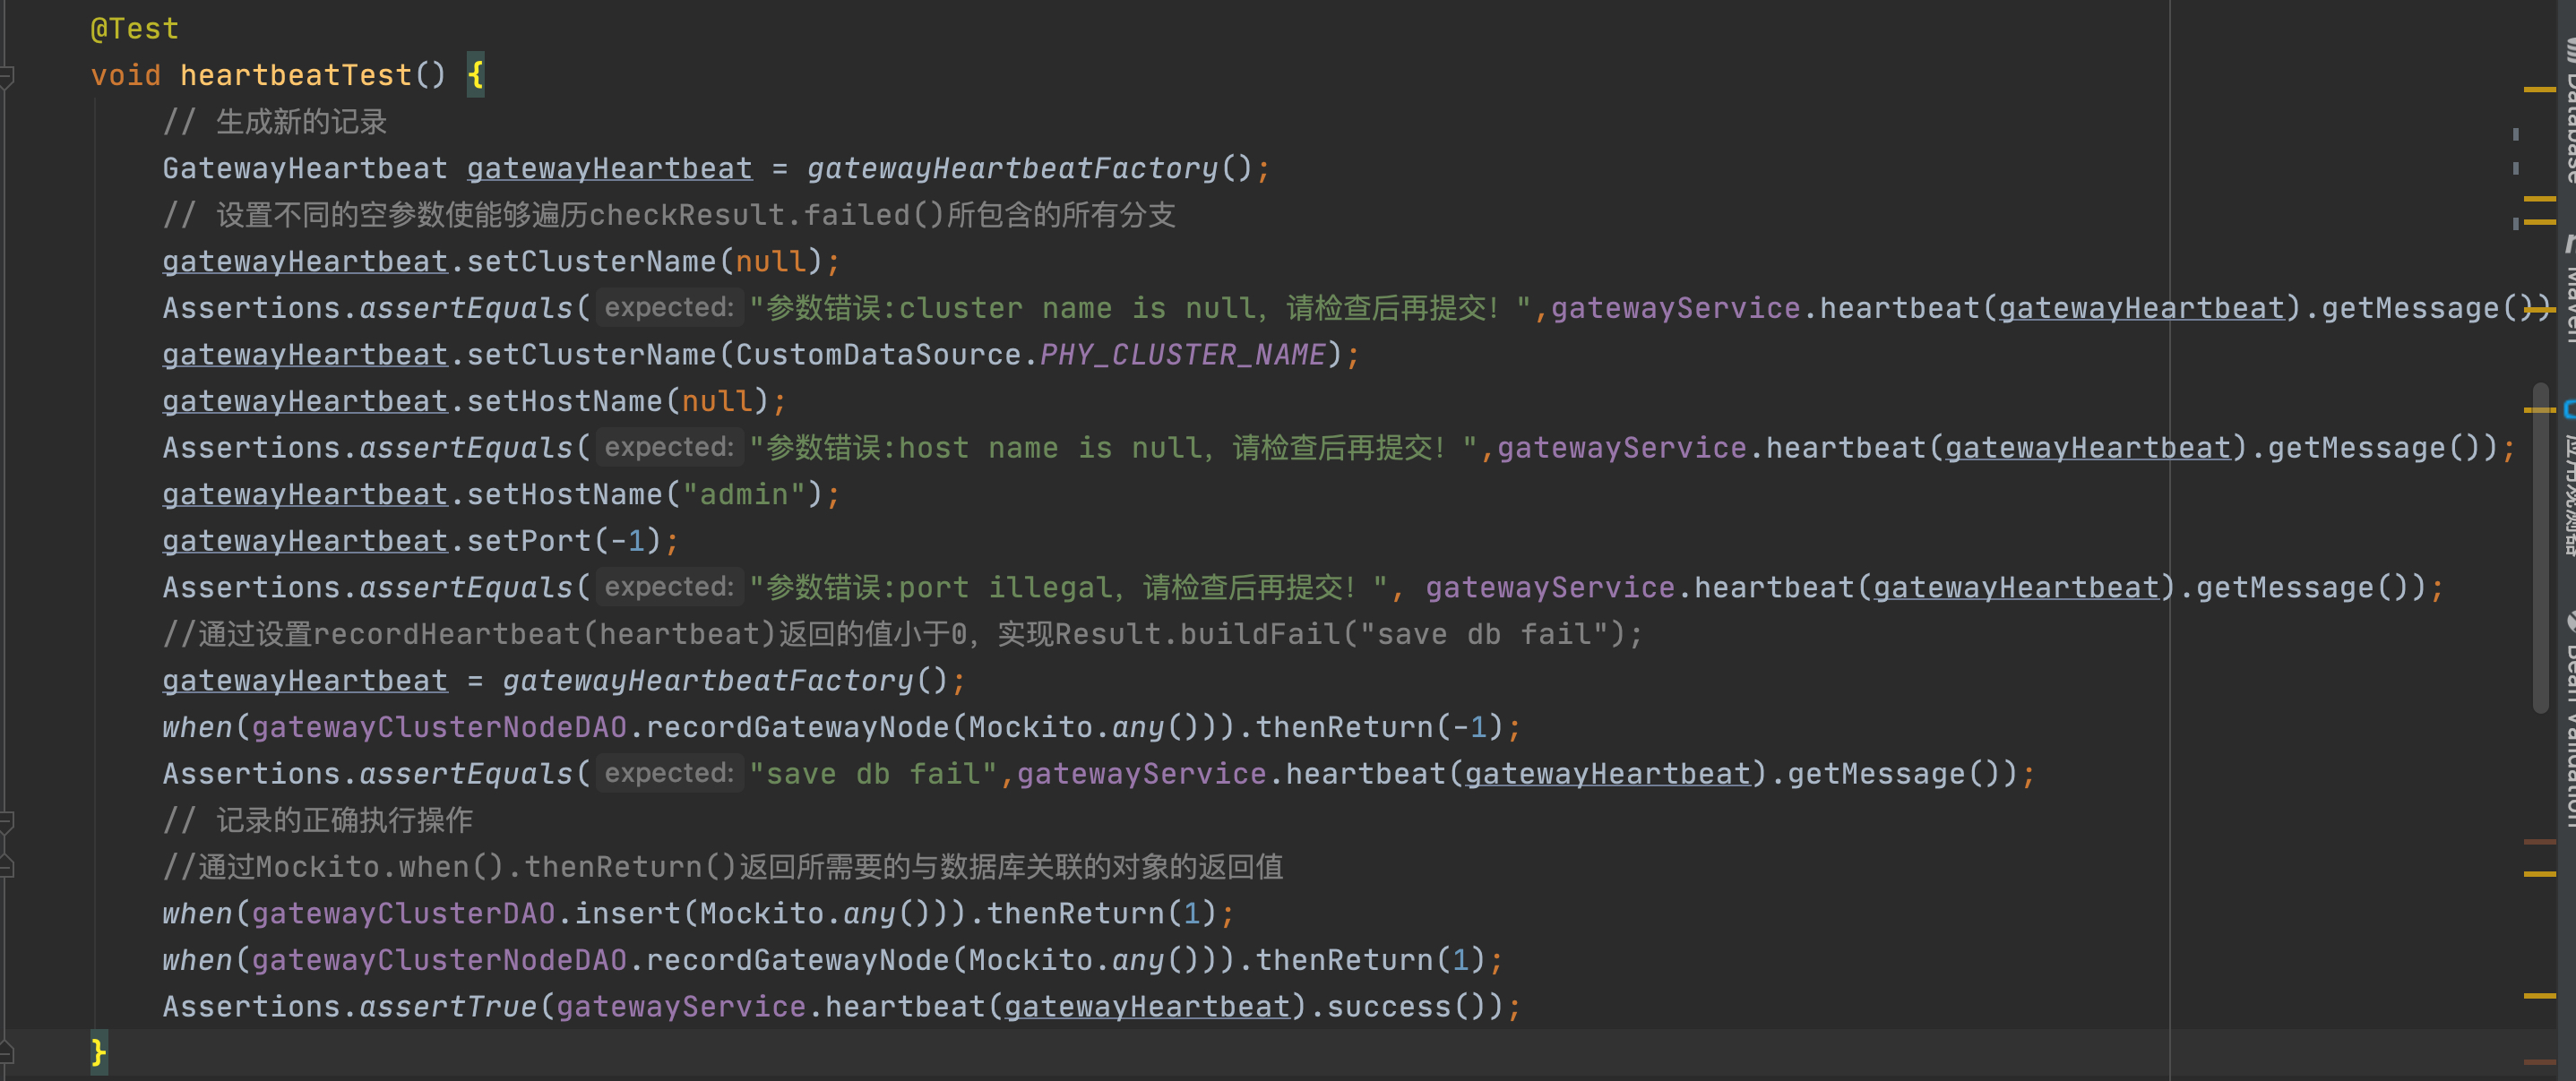 @Test
void heartbeatTest() {
// 生成新的记录
GatewayHeartbeat gatewayHeartbeat = gatewayHeartbeatFactory();
// 设置不同的空参数使能够遍历checkResult.failed()所包含的所有分支
gatewayHeartbeat.setClusterName(null);
Assertions.assertEquals( expected: "参数错误:cluster name is null，请检查后再提交！",gatewayService.heartbeat(gatewayHeartbeat).getMessage())
gatewayHeartbeat.setClusterName(CustomDataSource.PHY_CLUSTER_NAME);
gatewayHeartbeat.setHostName(null);
Assertions.assertEquals( expected: "参数错误:host name is null，请检查后再提交！",gatewayService.heartbeat(gatewayHeartbeat).getMessage());
gatewayHeartbeat.setHostName("admin");
gatewayHeartbeat.setPort(-1);
Assertions.assertEquals( expected: "参数错误:port illegal，请检查后再提交！", gatewayService.heartbeat(gatewayHeartbeat).getMessage());
//通过设置recordHeartbeat(heartbeat)返回的值小于0，实现Result.buildFail("save db fail");
gatewayHeartbeat = gatewayHeartbeatFactory();
when(gatewayClusterNodeDAO.recordGatewayNode(Mockito.any())).thenReturn(-1);
Assertions.assertEquals( expected: "save db fail",gatewayService.heartbeat(gatewayHeartbeat).getMessage());
// 记录的正确执行操作
//通过Mockito.when().thenReturn()返回所需要的与数据库关联的对象的返回值
when(gatewayClusterDAO.insert(Mockito.any())).thenReturn(1);
when(gatewayClusterNodeDAO.recordGatewayNode(Mockito.any())).thenReturn(1);
Assertions.assertTrue(gatewayService.heartbeat(gatewayHeartbeat).success());
}
Database
Maven
应用观测器
Bean Validation